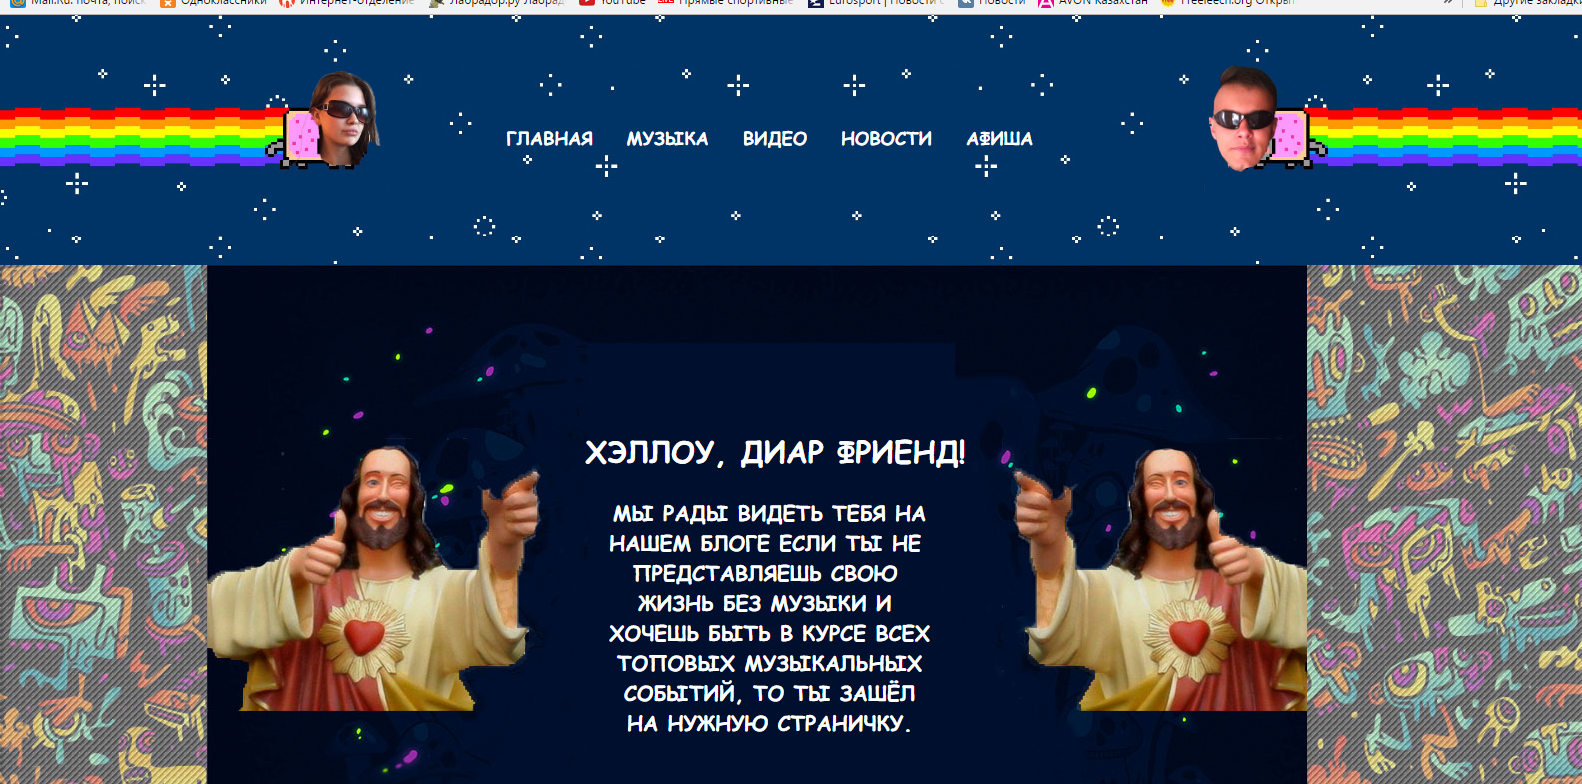 Mail.Ru: почта, поиск
Одноклассники
Интернет-отделение
Лабрадор.ру Лабрад
YouTube
Прямые спортивные
Eurosport | Новости с
Новости
AVON Казахстан
Freeleech.org Откры
»
Другие закладки
ГЛАВНАЯ МУЗЫКА ВИДЕО НОВОСТИ АФИША
ХЭЛЛОУ, ДИАР ФРИЕНД!
МЫ РАДЫ ВИДЕТЬ ТЕБЯ НА
НАШЕМ БЛОГЕ ЕСЛИ ТЫ НЕ
ПРЕДСТАВЛЯЕШЬ СВОЮ
ЖИЗНЬ БЕЗ МУЗЫКИ И
ХОЧЕШЬ БЫТЬ В КУРСЕ ВСЕХ
ТОПОВЫХ МУЗЫКАЛЬНЫХ
СОБЫТИЙ, ТО ТЫ ЗАШЁЛ
НА НУЖНУЮ СТРАНИЧКУ.